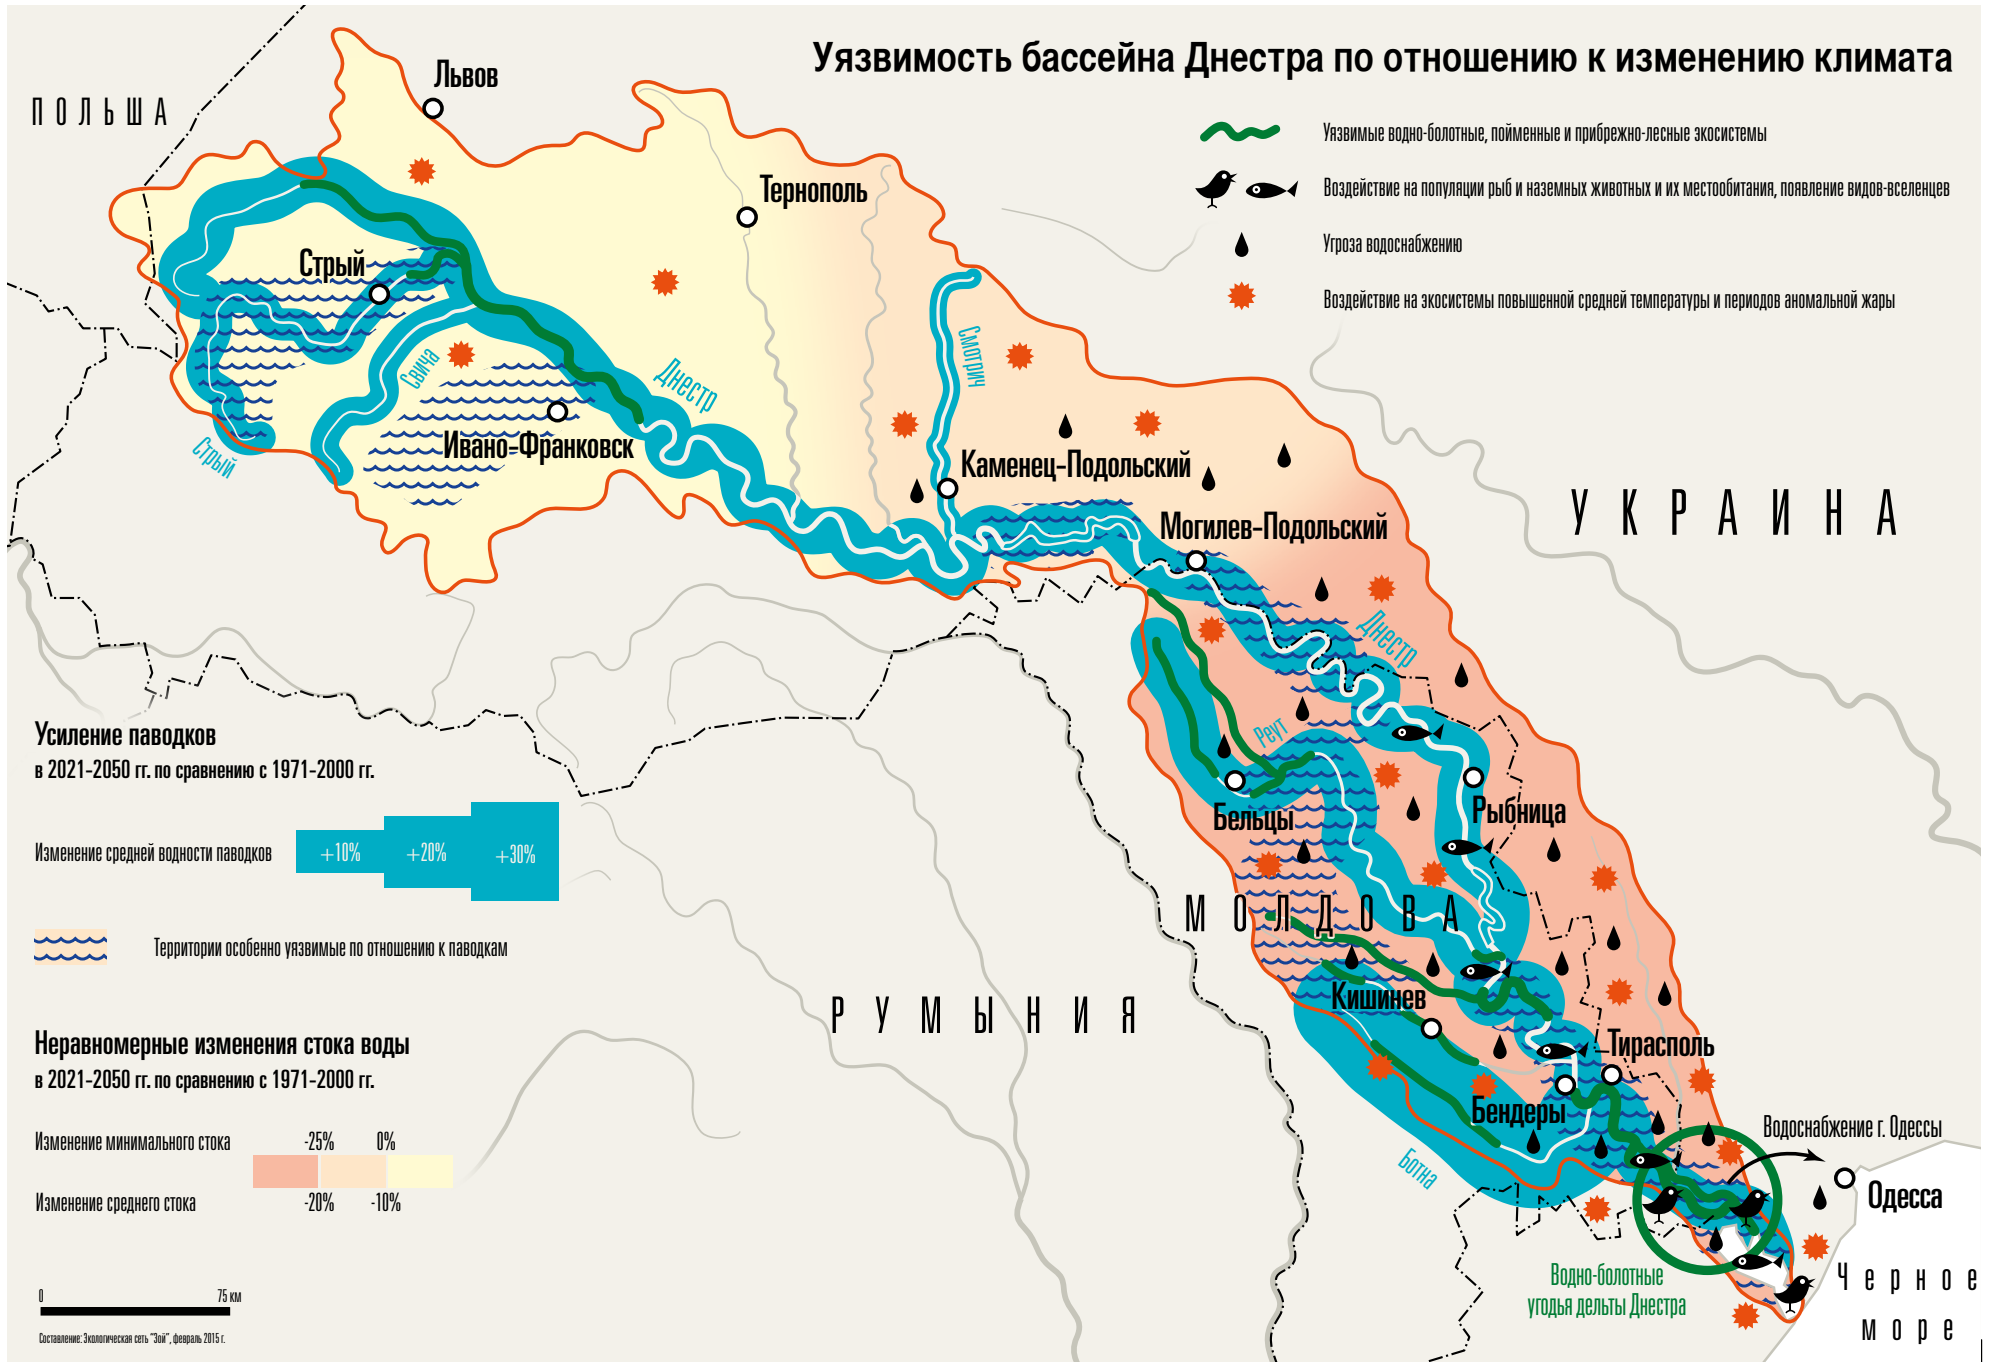 Уязвимость бассейна Днестра по отношению к изменению климата
Уязвимые водно-болотные, пойменные и прибрежно-лесные экосистемы
Воздействие на популяции рыб и наземных животных и их местообитания, появление видов-вселенцев
Угроза водоснабжению
Воздействие на экосистемы повышенной средней температуры и периодов аномальной жары
ПОЛЬША
Львов
Тернополь
Стрый
Свича
Смотрич
Днестр
Ивано-Франковск
Стрый
Каменец-Подольский
УКРАИНА
Могилев-Подольский
Днестр
Реут
Бельцы
Рыбница
МОЛДОВА
Кишинев
РУМЫНИЯ
Тирасполь
Бендеры
Ботна
Водоснабжение г. Одессы
Одесса
Водно-болотные
угодья дельты Днестра
Черное
море
Усиление паводков
в 2021-2050 гг. по сравнению с 1971-2000 гг.
Изменение средней водности паводков
+10%
+20%
+30%
Территории особенно уязвимые по отношению к паводкам
Неравномерные изменения стока воды
в 2021-2050 гг. по сравнению с 1971-2000 гг.
Изменение минимального стока -25% 0%
Изменение среднего стока -20% -10%
0 75 км
Составление: Экологическая сеть "Зой", февраль 2015 г.